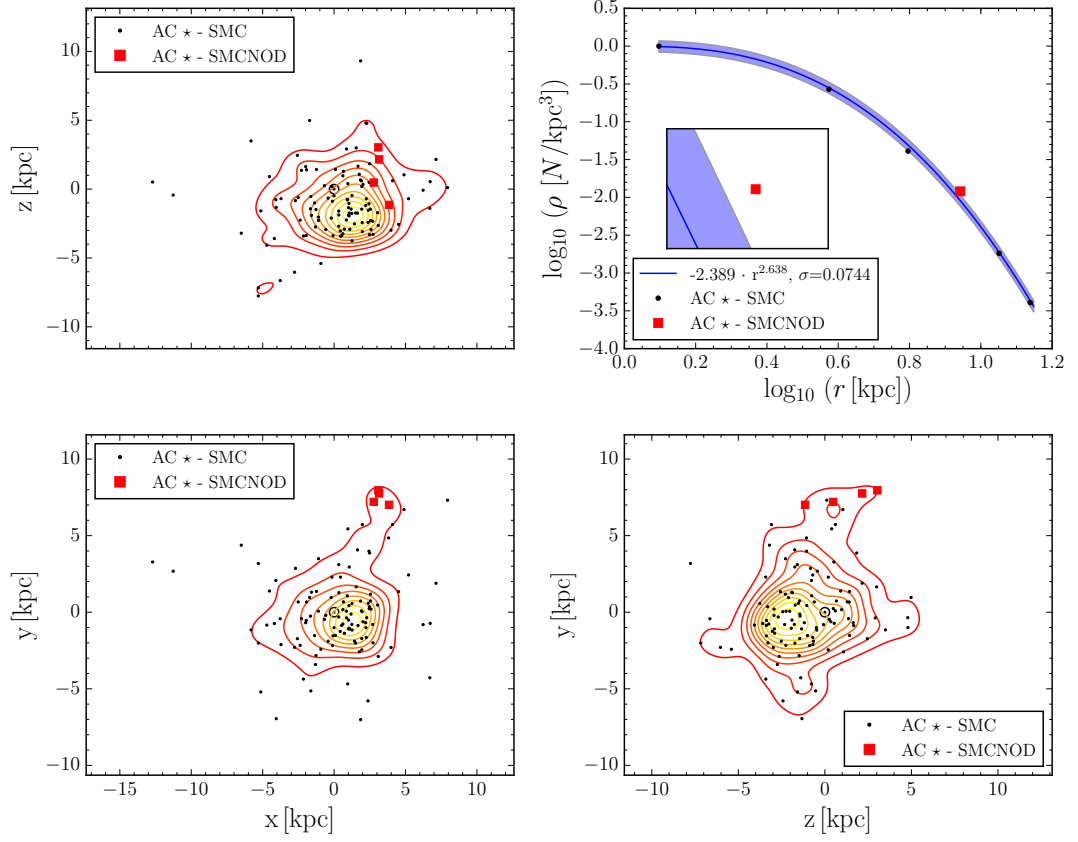 AC ⋆ - SMC
AC ⋆ - SMCNOD
10
5
0
−5
−10
z [kpc]
0.5
0.0
−0.5
−1.0
−1.5
−2.0
−2.5
−3.0
−3.5
−4.0
log₁₀ (ρ [N/kpc³])
-2.389 · r^2.638, σ=0.0744
AC ⋆ - SMC
AC ⋆ - SMCNOD
0.0 0.2 0.4 0.6 0.8 1.0 1.2
log₁₀ (r [kpc])
AC ⋆ - SMC
AC ⋆ - SMCNOD
10
5
0
−5
−10
y [kpc]
−15 −10 −5 0 5 10
x [kpc]
10
5
0
−5
−10
y [kpc]
AC ⋆ - SMC
AC ⋆ - SMCNOD
−10 −5 0 5 10
z [kpc]